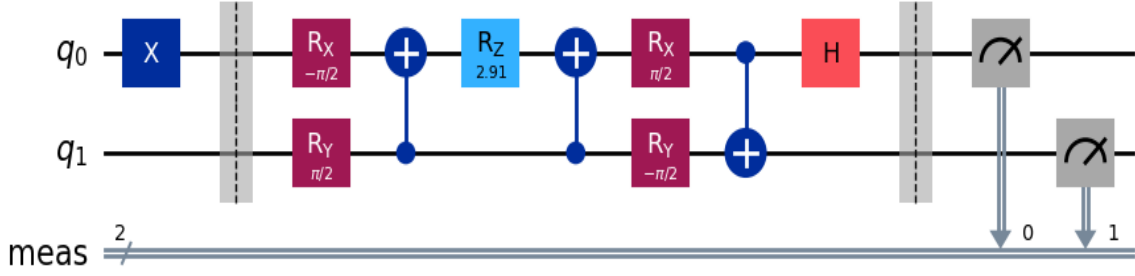 q0 X RX RZ RX H
−π/2 2.91 π/2
q1 RY RY
π/2 −π/2
meas 2 0 1